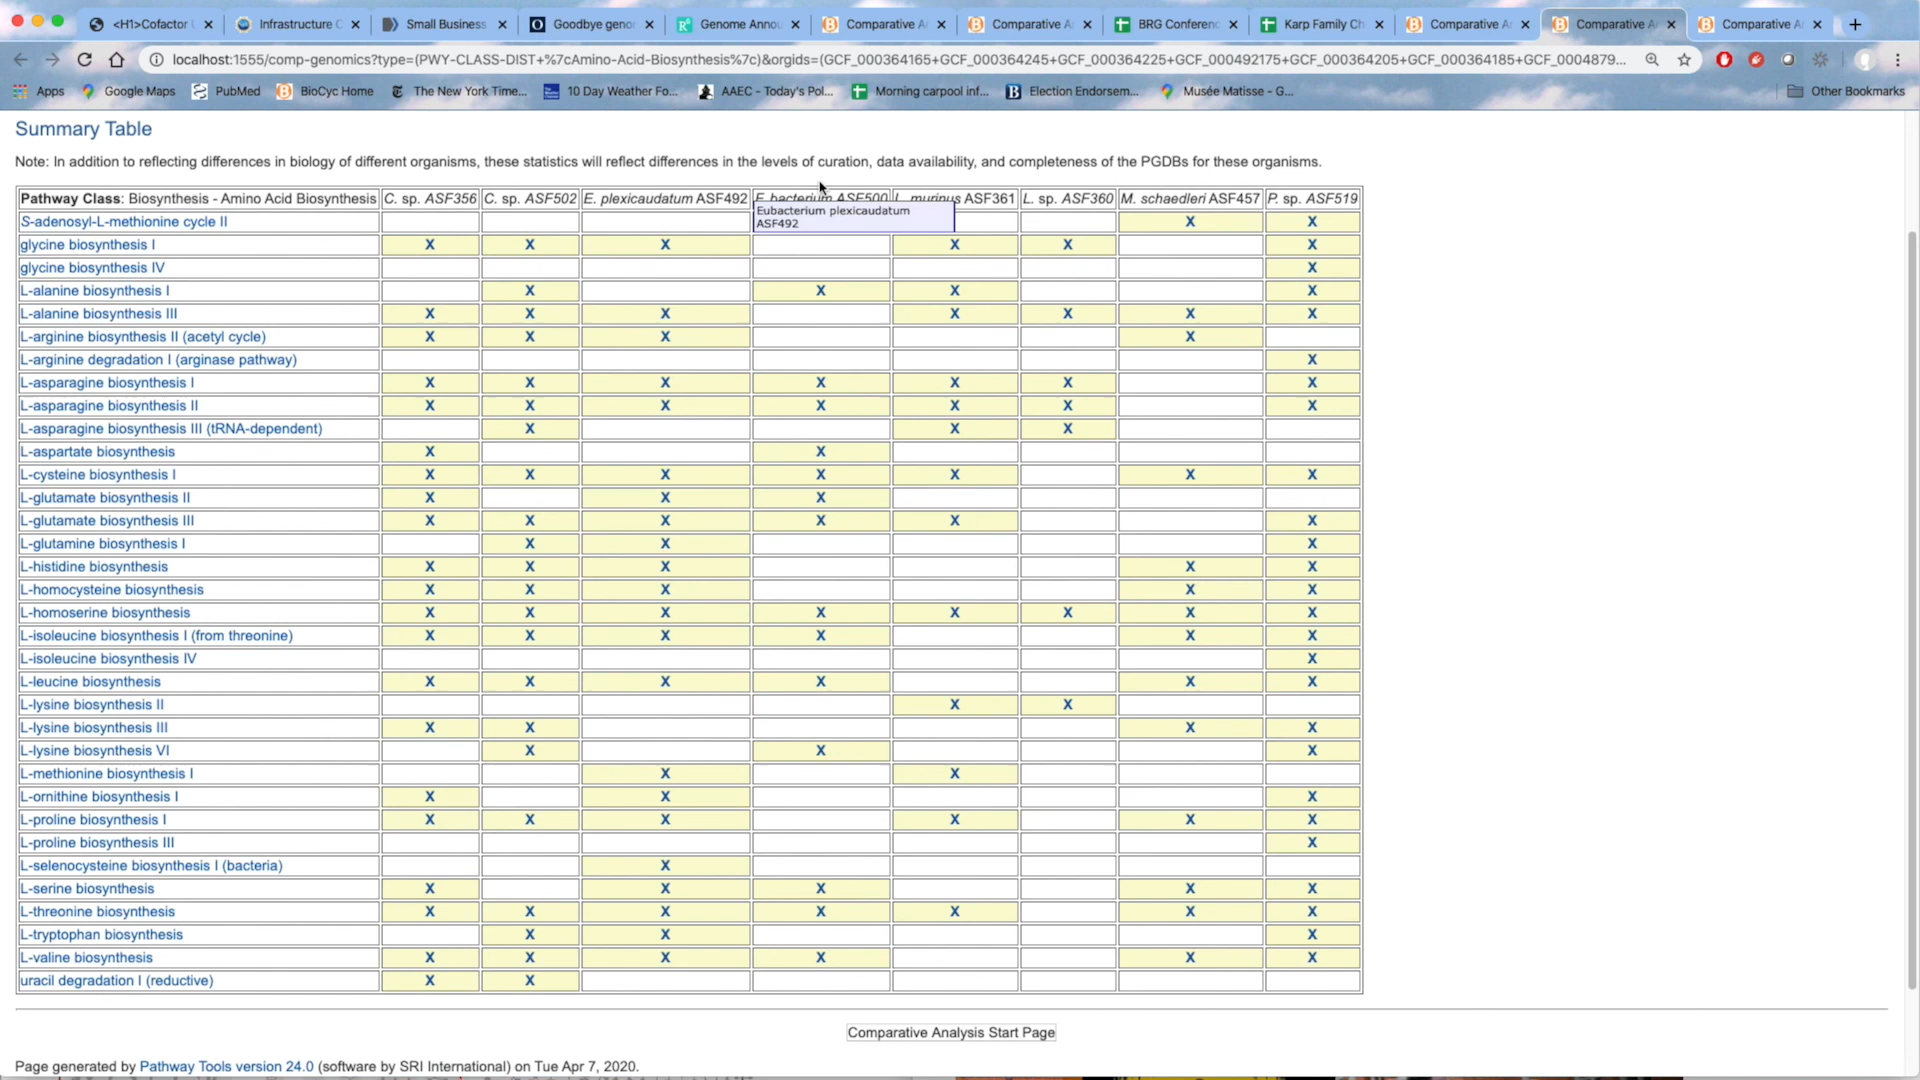 <H1>Cofactor
Infrastructure C
Small Business
Goodbye genor
Genome Annou
Comparative A
Comparative A
BRG Conferenc
Karp Family Ch
Comparative A
Comparative A
Comparative A
localhost:1555/comp-genomics?type=(PWY-CLASS-DIST+%7cAmino-Acid-Biosynthesis%7c)&orgids=(GCF_000364165+GCF_000364245+GCF_000364225+GCF_000492175+GCF_000364205+GCF_000364185+GCF_0004879...
Apps Google Maps PubMed BioCyc Home The New York Time... 10 Day Weather Fo... AAEC - Today's Pol... Morning carpool inf... Election Endorsem... Musée Matisse - G... Other Bookmarks
Summary Table
Note: In addition to reflecting differences in biology of different organisms, these statistics will reflect differences in the levels of curation, data availability, and completeness of the PGDBs for these organisms.
Pathway Class: Biosynthesis - Amino Acid Biosynthesis C. sp. ASF356 C. sp. ASF502 E. plexicaudatum ASF492 E. bacterium ASF500 L. murinus ASF361 L. sp. ASF360 M. schaedleri ASF457 P. sp. ASF519
Eubacterium plexicaudatum
ASF492
S-adenosyl-L-methionine cycle II X X
glycine biosynthesis I X X X X X X
glycine biosynthesis IV X
L-alanine biosynthesis I X X X X
L-alanine biosynthesis III X X X X X X X
L-arginine biosynthesis II (acetyl cycle) X X X X
L-arginine degradation I (arginase pathway) X
L-asparagine biosynthesis I X X X X X X X
L-asparagine biosynthesis II X X X X X X X
L-asparagine biosynthesis III (tRNA-dependent) X X X
L-aspartate biosynthesis X X
L-cysteine biosynthesis I X X X X X X X
L-glutamate biosynthesis II X X X
L-glutamate biosynthesis III X X X X X X
L-glutamine biosynthesis I X X X
L-histidine biosynthesis X X X X X
L-homocysteine biosynthesis X X X X X
L-homoserine biosynthesis X X X X X X X X
L-isoleucine biosynthesis I (from threonine) X X X X X X
L-isoleucine biosynthesis IV X
L-leucine biosynthesis X X X X X X
L-lysine biosynthesis II X X
L-lysine biosynthesis III X X X X
L-lysine biosynthesis VI X X X
L-methionine biosynthesis I X X
L-ornithine biosynthesis I X X X
L-proline biosynthesis I X X X X X X
L-proline biosynthesis III X
L-selenocysteine biosynthesis I (bacteria) X
L-serine biosynthesis X X X X X
L-threonine biosynthesis X X X X X X X
L-tryptophan biosynthesis X X X
L-valine biosynthesis X X X X X X
uracil degradation I (reductive) X X
Comparative Analysis Start Page
Page generated by Pathway Tools version 24.0 (software by SRI International) on Tue Apr 7, 2020.